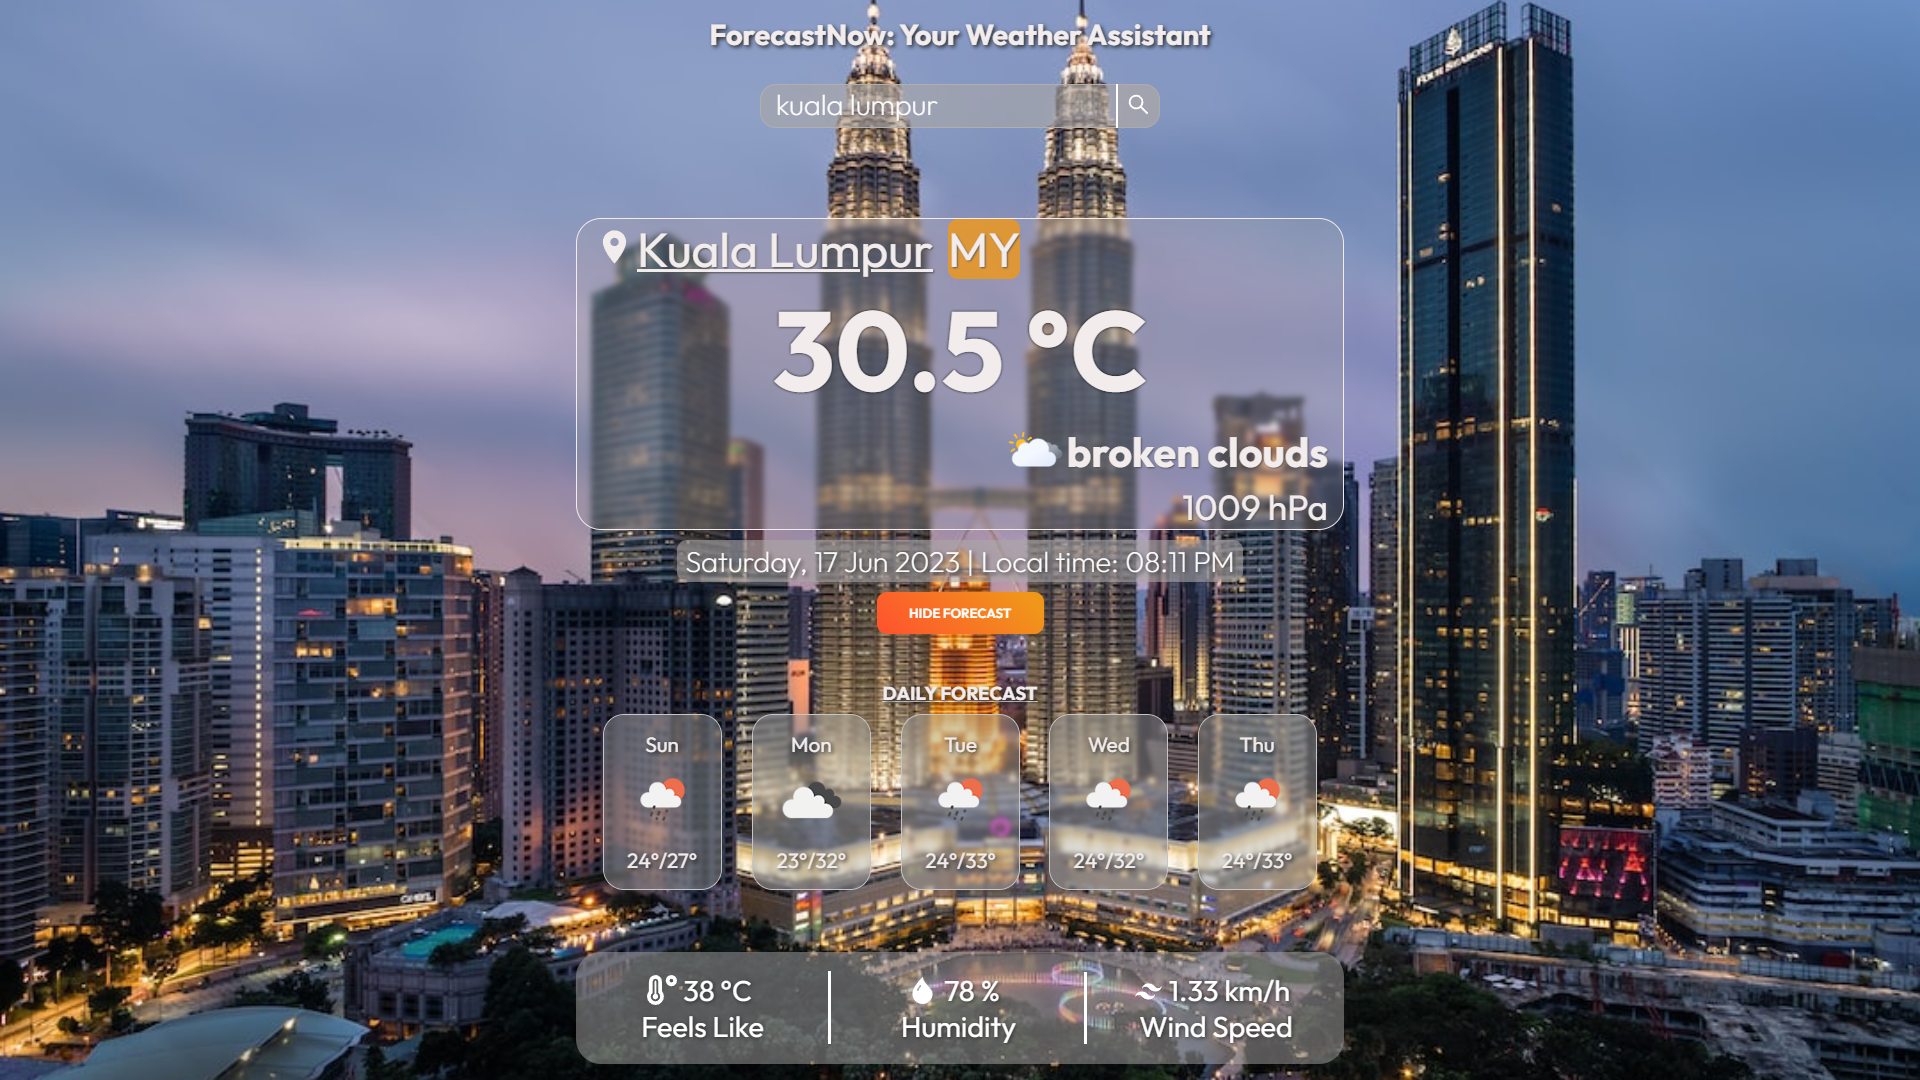 ForecastNow: Your Weather Assistant
FOUR SEASONS
kuala lumpur
Kuala Lumpur MY
30.5 °C
broken clouds
1009 hPa
Saturday, 17 Jun 2023 | Local time: 08:11 PM
HIDE FORECAST
DAILY FORECAST
Sun Mon Tue Wed Thu
24°/27° 23°/32° 24°/33° 24°/32° 24°/33°
38 °C 78 % 1.33 km/h
Feels Like Humidity Wind Speed